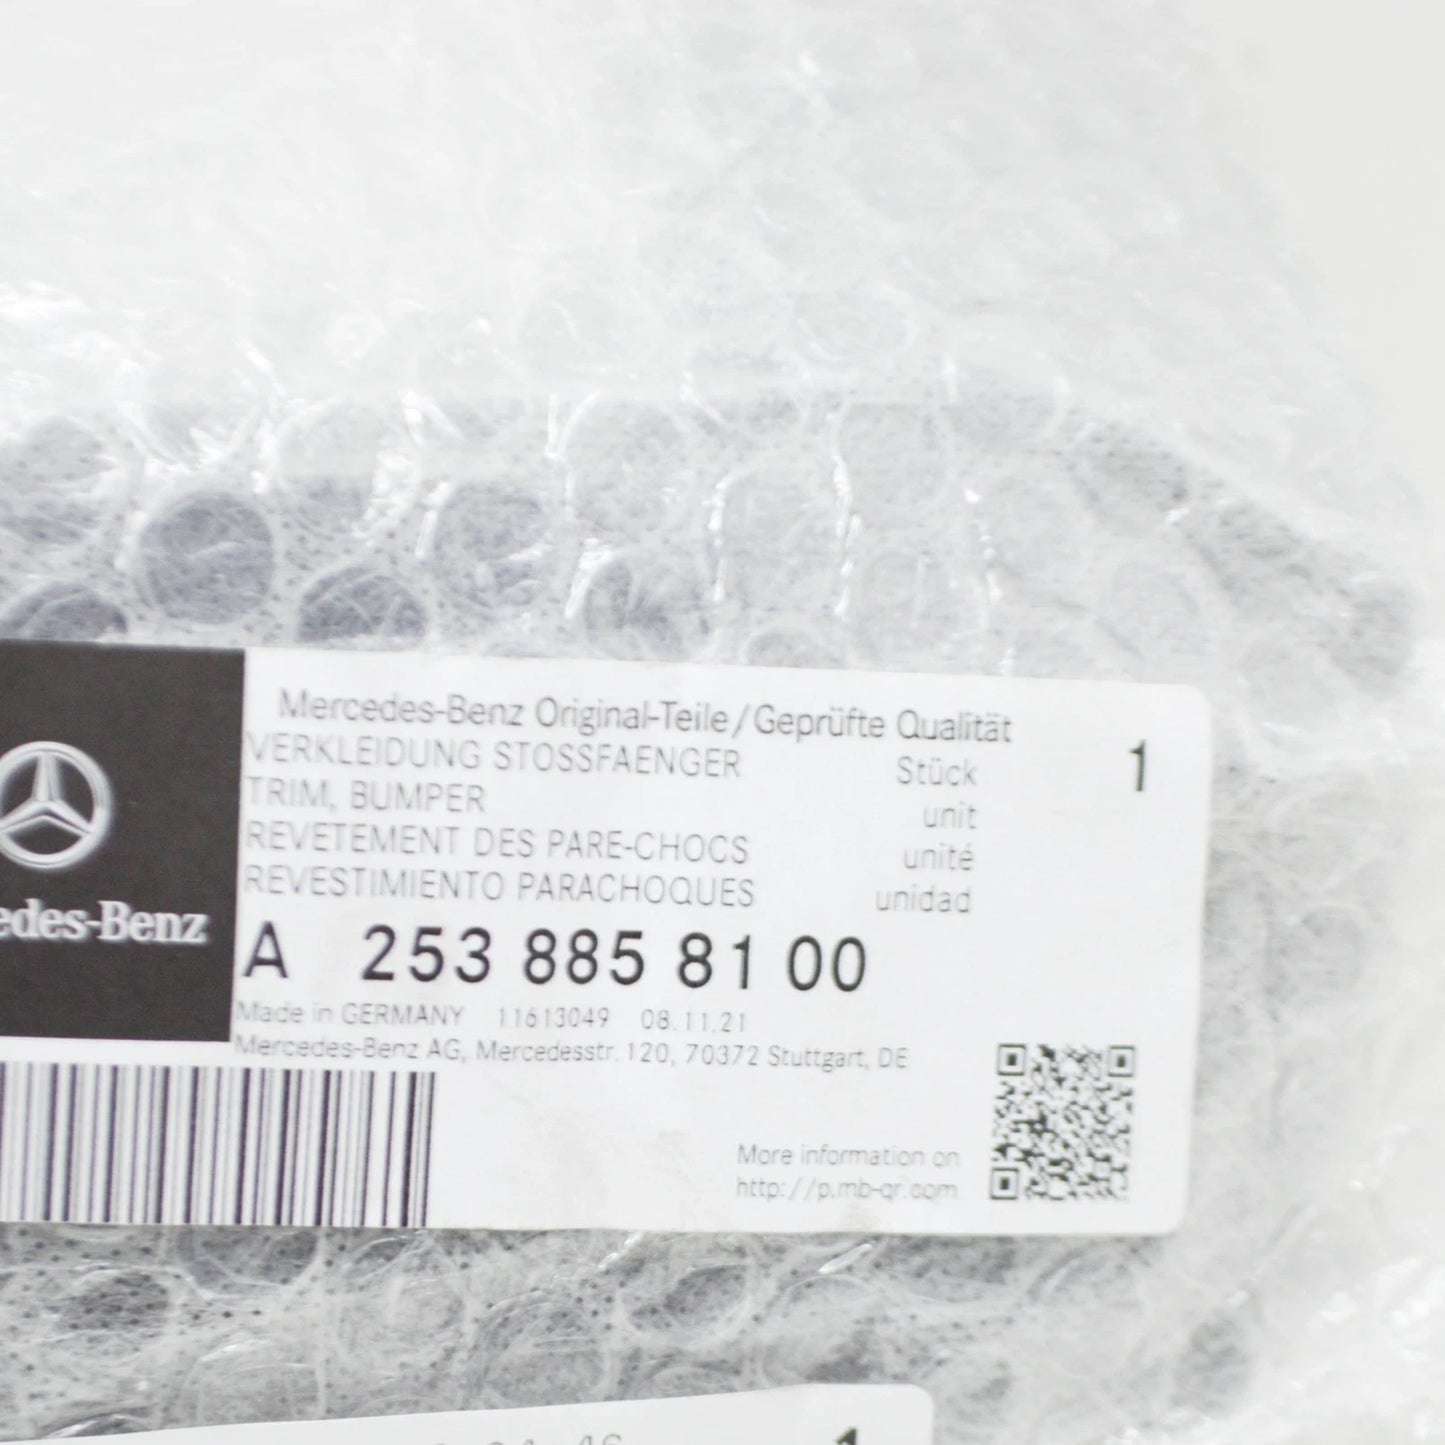 Mercedes-Benz Original-Teile/Geprüfte Qualität
VERKLEIDUNG STOSSFAENGER Stück 1
TRIM, BUMPER unit
REVETEMENT DES PARE-CHOCS unité
REVESTIMIENTO PARACHOQUES unidad
edes-Benz
A 253 885 81 00
Made in GERMANY 11613049 08.11.21
Mercedes-Benz AG, Mercedesstr. 120, 70372 Stuttgart, DE
More information on
http://p.mb-qr.com
1